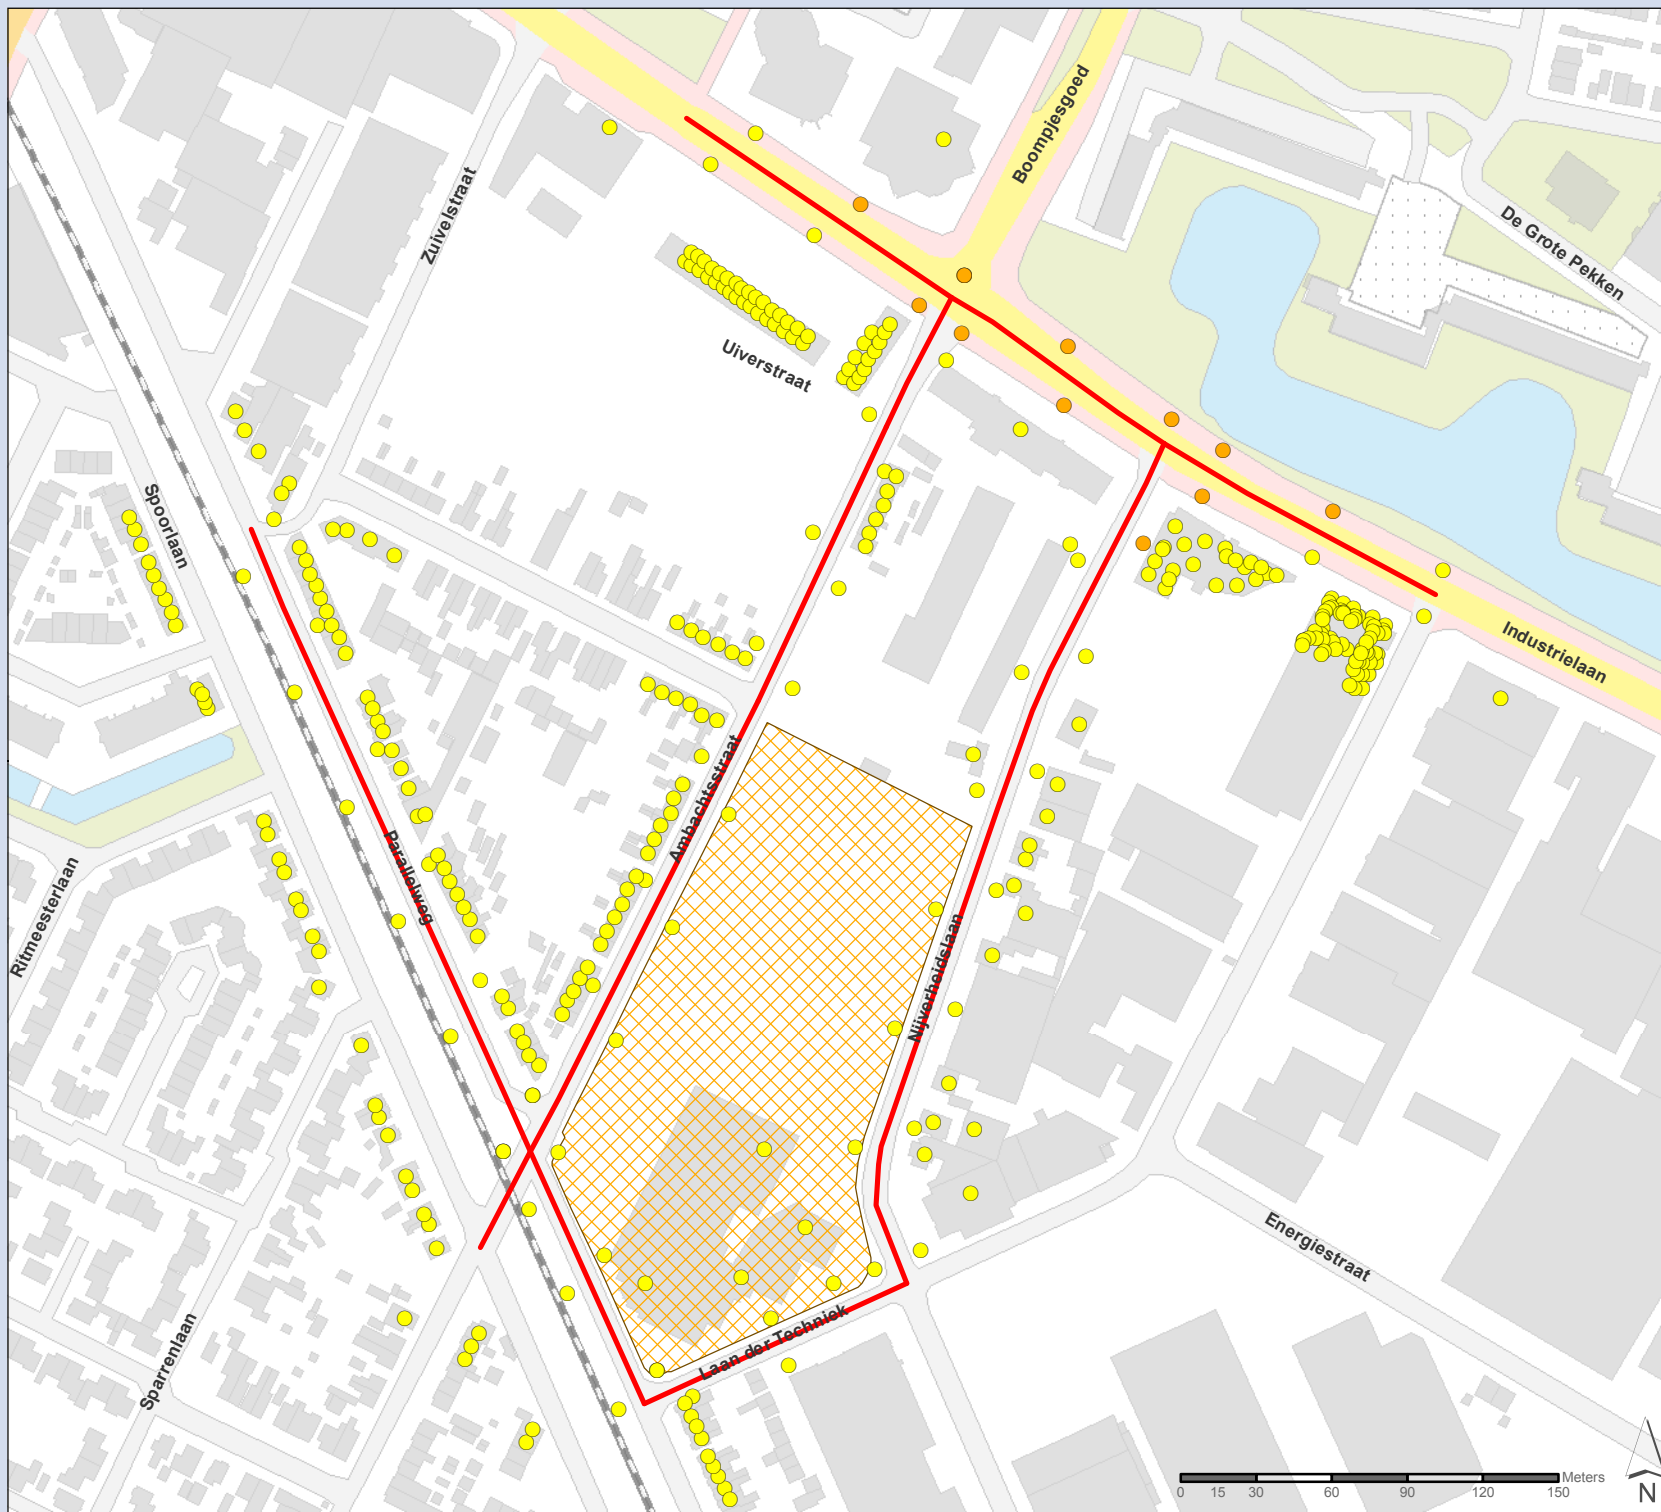 Boompjesgoed
Zuivelstraat
De Grote Pekken
Uiverstraat
Spoorlaan
Industrielaan
Ambachtsstraat
Parallelweg
Ritmeesterlaan
Nijverheidslaan
Energiestraat
Laan der Techniek
Sparrenlaan
Meters
0 15 30 60 90 120 150
N